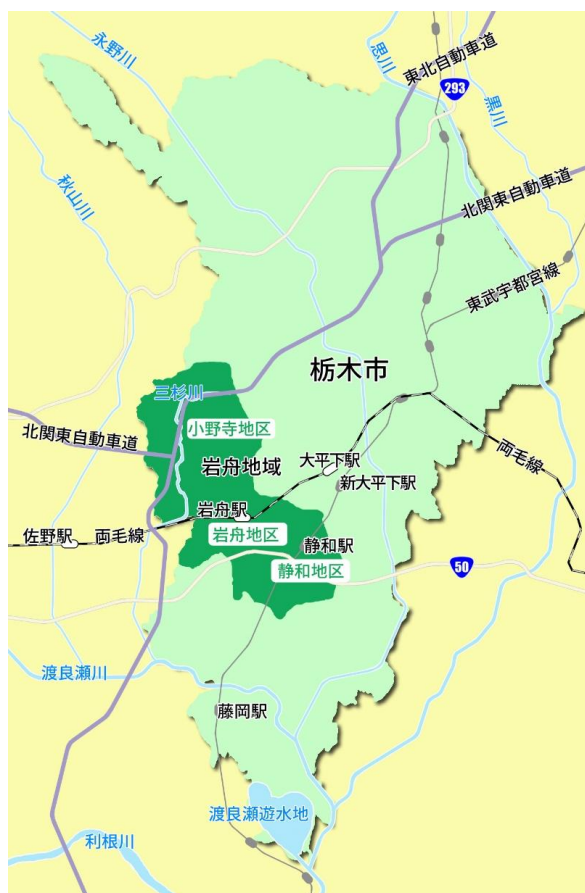 永野川
思川
東北自動車道
293
黒川
秋山川
北関東自動車道
東武宇都宮線
栃木市
三杉川
小野寺地区
北関東自動車道
岩舟地域
大平下駅
両毛線
新大平下駅
岩舟駅
佐野駅
両毛線
岩舟地区
静和駅
静和地区
50
渡良瀬川
藤岡駅
渡良瀬遊水地
利根川